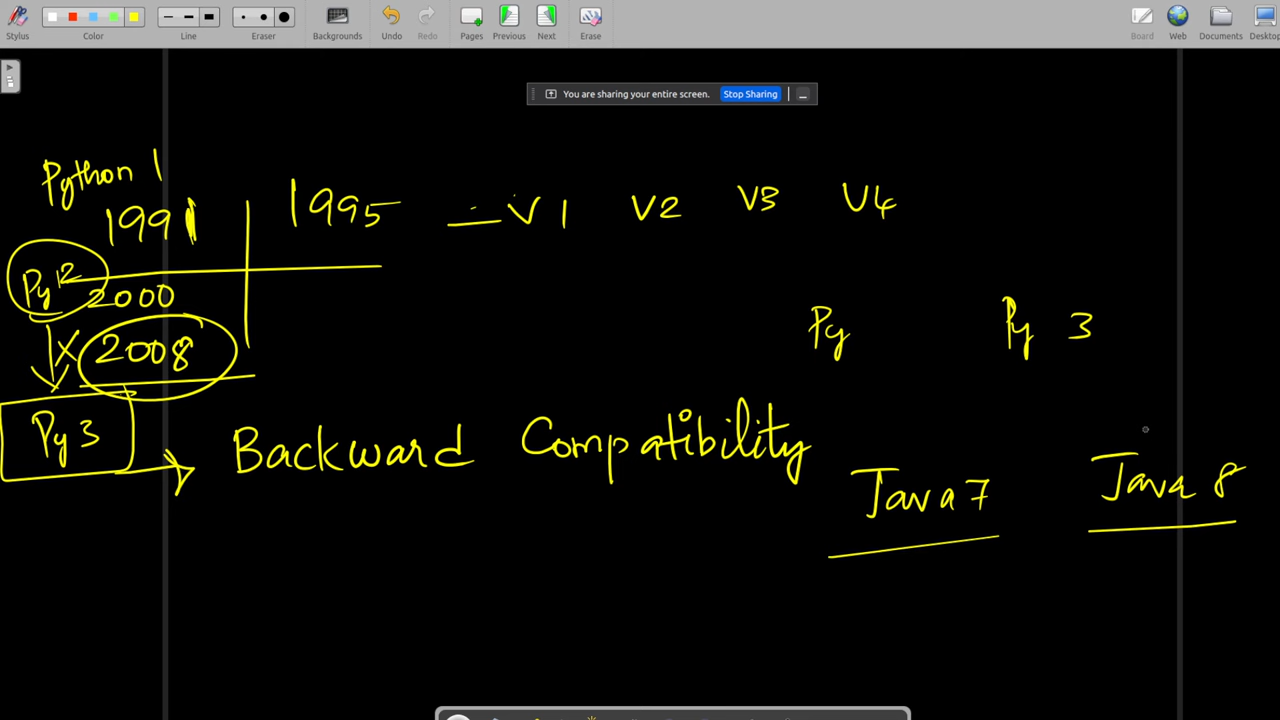 Stylus Color Line Eraser Backgrounds Undo Redo Pages Previous Next Erase Board Web Documents Desktop
You are sharing your entire screen. Stop Sharing
Python 1
1991 1995 V1 V2 V3 V4
Py 2
2000
Py Py 3
2008
Py 3 Backward Compatibility
Java 7 Java 8